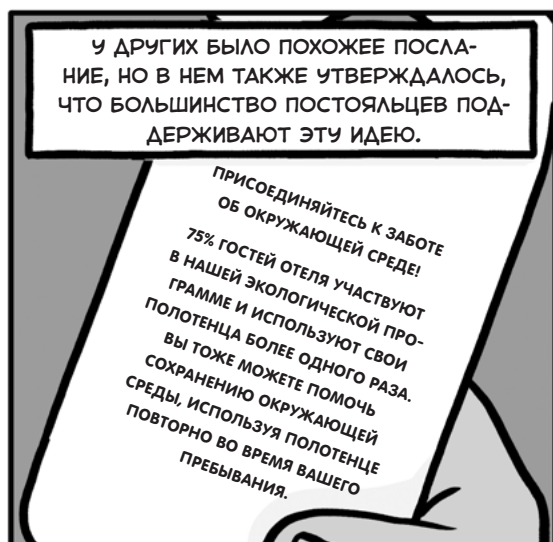 У ДРУГИХ БЫЛО ПОХОЖЕЕ ПОСЛА-
НИЕ, НО В НЕМ ТАКЖЕ УТВЕРЖДАЛОСЬ,
ЧТО БОЛЬШИНСТВО ПОСТОЯЛЬЦЕВ ПОД-
ДЕРЖИВАЮТ ЭТУ ИДЕЮ.
ПРИСОЕДИНЯЙТЕСЬ К ЗАБОТЕ
ОБ ОКРУЖАЮЩЕЙ СРЕДЕ!
75% ГОСТЕЙ ОТЕЛЯ УЧАСТВУЮТ
В НАШЕЙ ЭКОЛОГИЧЕСКОЙ ПРО-
ГРАММЕ И ИСПОЛЬЗУЮТ СВОИ
ПОЛОТЕНЦА БОЛЕЕ ОДНОГО РАЗА.
ВЫ ТОЖЕ МОЖЕТЕ ПОМОЧЬ
СОХРАНЕНИЮ ОКРУЖАЮЩЕЙ
СРЕДЫ, ИСПОЛЬЗУЯ ПОЛОТЕНЦЕ
ПОВТОРНО ВО ВРЕМЯ ВАШЕГО
ПРЕБЫВАНИЯ.